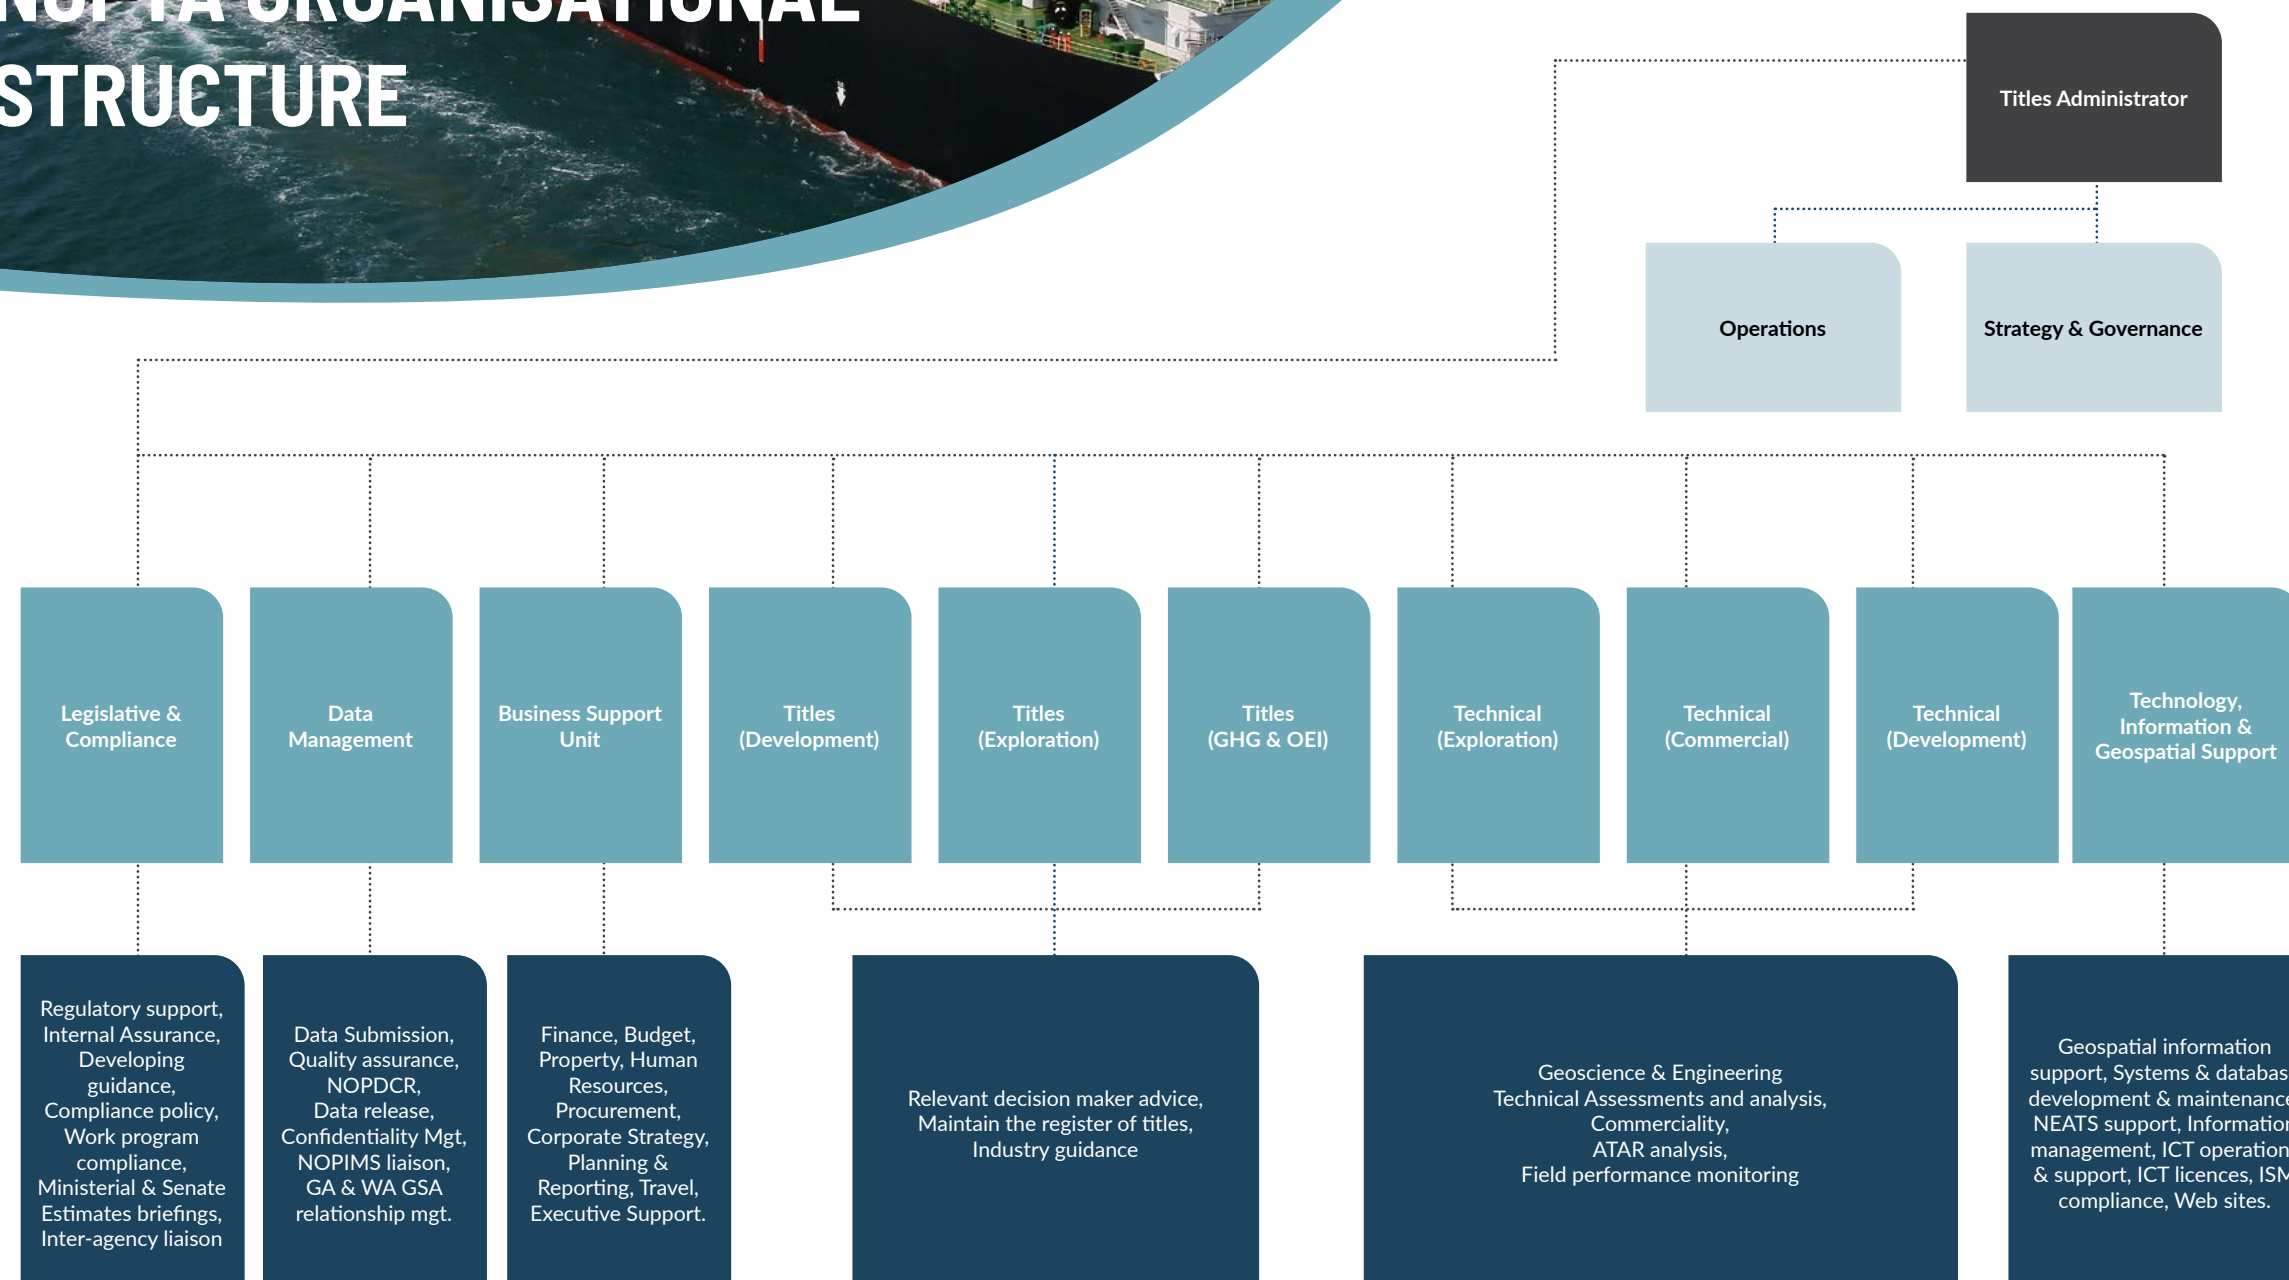 ORGANISATIONAL
STRUCTURE
Titles Administrator
Operations
Strategy & Governance
Legislative &
Compliance
Data
Management
Business Support
Unit
Titles
(Development)
Titles
(Exploration)
Titles
(GHG & OEI)
Technical
(Exploration)
Technical
(Commercial)
Technical
(Development)
Technology,
Information &
Geospatial Support
Regulatory support,
Internal Assurance,
Developing
guidance,
Compliance policy,
Work program
compliance,
Ministerial & Senate
Estimates briefings,
Inter-agency liaison
Data Submission,
Quality assurance,
NOPDCR,
Data release,
Confidentiality Mgt,
NOPIMS liaison,
GA & WA GSA
relationship mgt.
Finance, Budget,
Property, Human
Resources,
Procurement,
Corporate Strategy,
Planning &
Reporting, Travel,
Executive Support.
Relevant decision maker advice,
Maintain the register of titles,
Industry guidance
Geoscience & Engineering
Technical Assessments and analysis,
Commerciality,
ATAR analysis,
Field performance monitoring
Geospatial information
support, Systems &
development & maintenance
NEATS support, Information
management, ICT
& support, ICT licences,
compliance, Web sites.